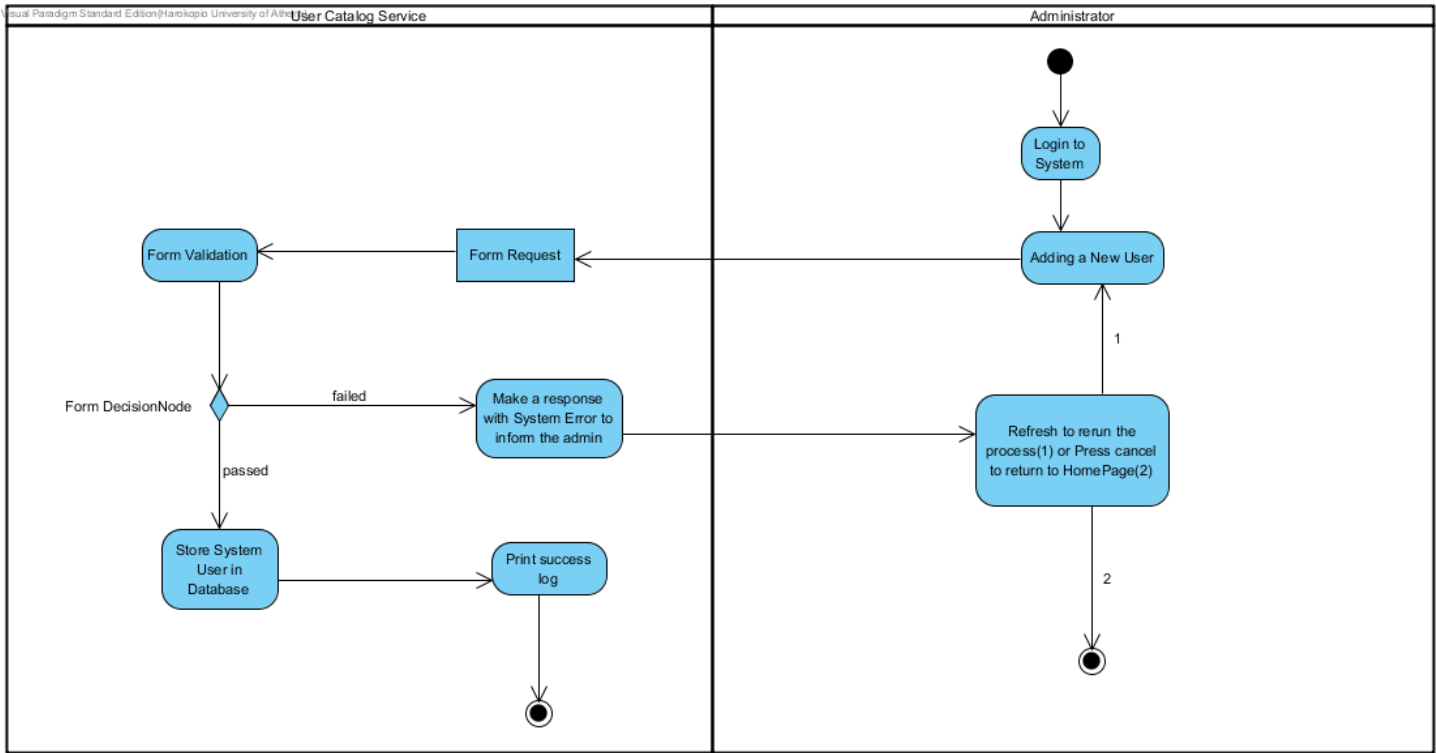 Visual Paradigm Standard Edition(Harokopio University of Athens)
User Catalog Service
Administrator
Login to
System
Form Validation
Form Request
Adding a New User
1
Form DecisionNode
failed
Make a response
with System Error to
inform the admin
Refresh to rerun the
process(1) or Press cancel
to return to HomePage(2)
passed
Store System
User in
Database
Print success
log
2